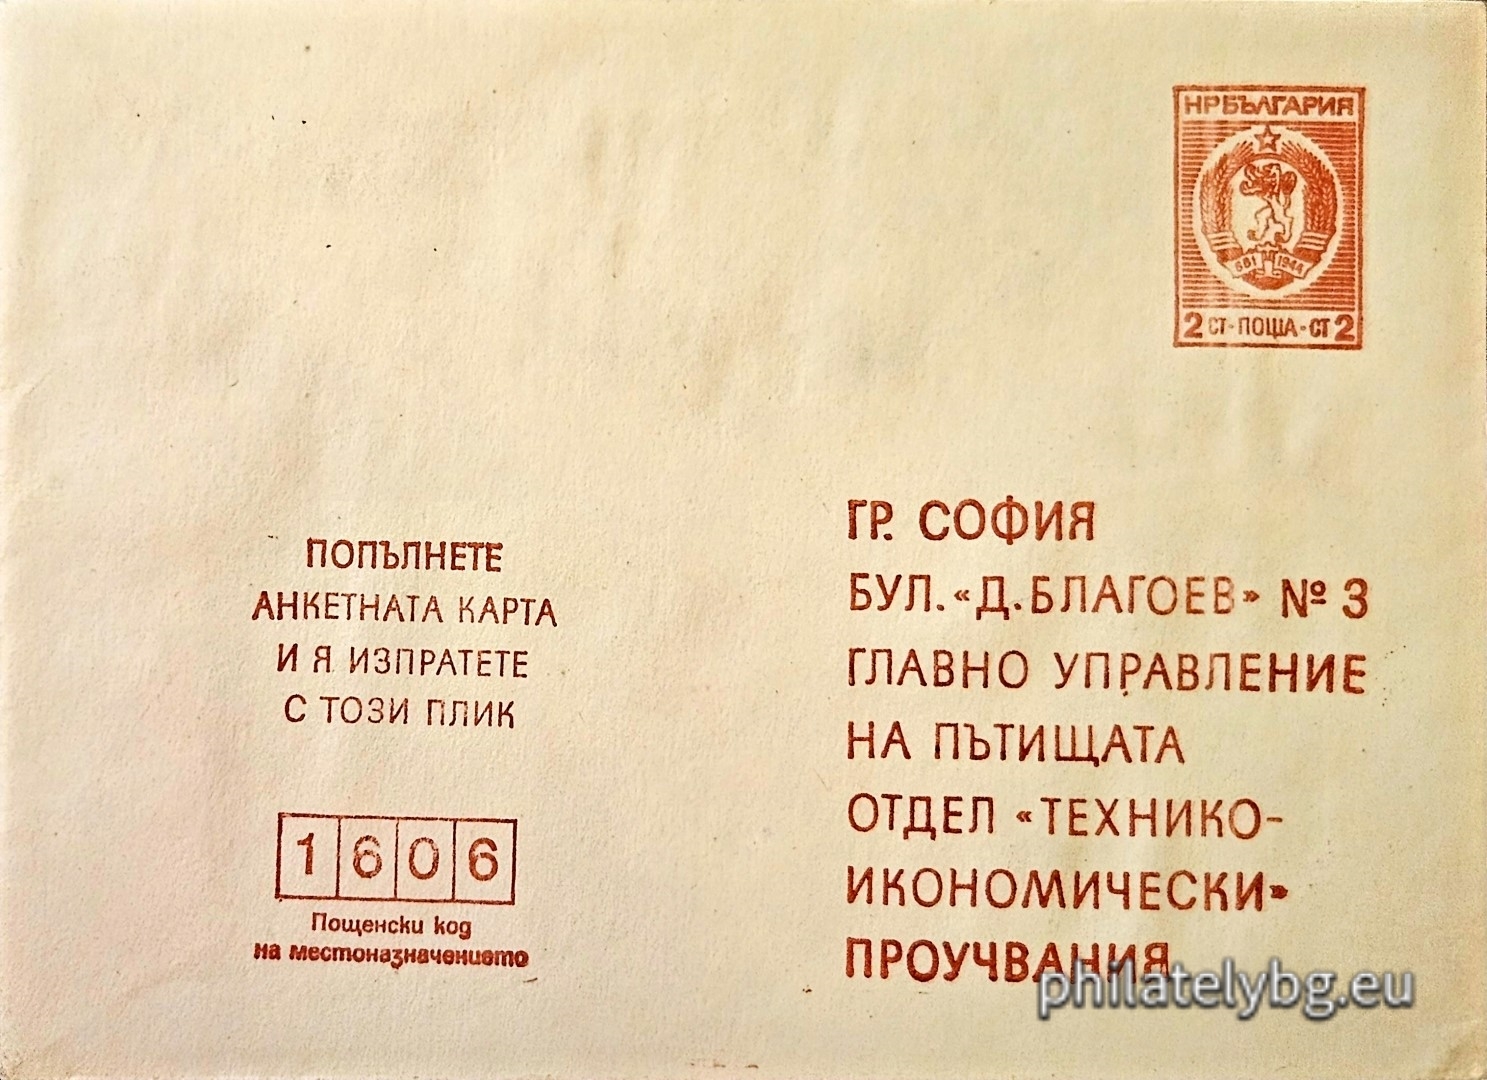 НРБЪЛГАРИЯ
681 1944
2 СТ·ПОЩА·СТ 2
ПОПЪЛНЕТЕ
АНКЕТНАТА КАРТА
И Я ИЗПРАТЕТЕ
С ТОЗИ ПЛИК
1606
Пощенски код
на местоназначението
ГР. СОФИЯ
БУЛ. «Д. БЛАГОЕВ» № 3
ГЛАВНО УПРАВЛЕНИЕ
НА ПЪТИЩАТА
ОТДЕЛ «ТЕХНИКО-
ИКОНОМИЧЕСКИ»
ПРОУЧВАНИЯ
philatelybg.eu